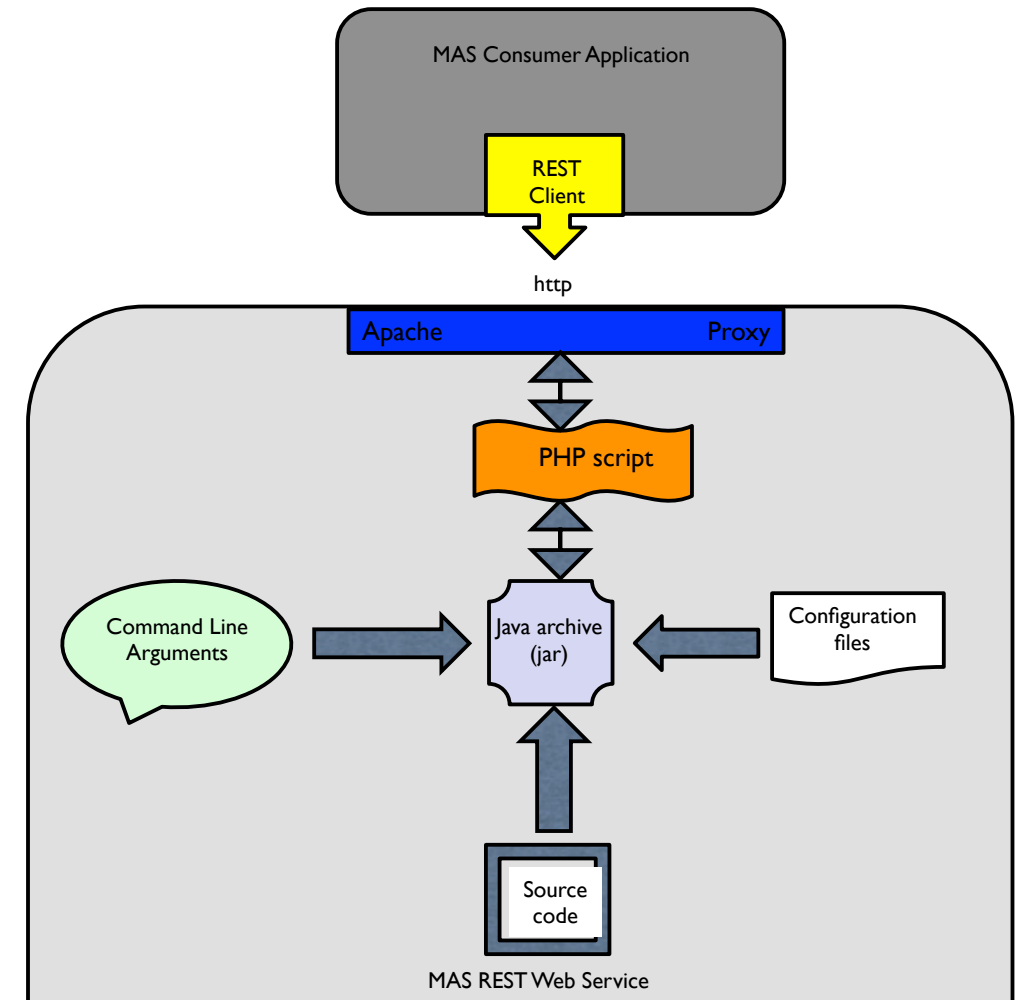 MAS Consumer Application
REST
Client
http
Apache Proxy
PHP script
Command Line
Arguments
Java archive
(jar)
Configuration
files
Source
code
MAS REST Web Service